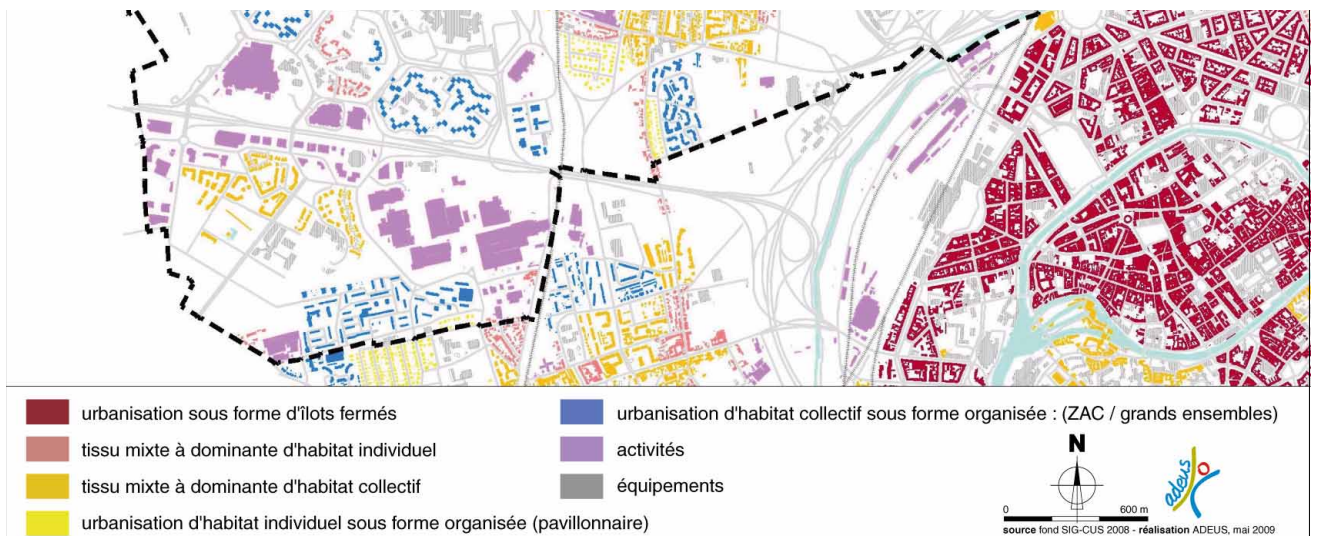 urbanisation sous forme d'îlots fermés
tissu mixte à dominante d'habitat individuel
tissu mixte à dominante d'habitat collectif
urbanisation d'habitat individuel sous forme organisée (pavillonnaire)
urbanisation d'habitat collectif sous forme organisée : (ZAC / grands ensembles)
activités
équipements
N
0 600 m
adeus
source fond SIG-CUS 2008 - réalisation ADEUS, mai 2009